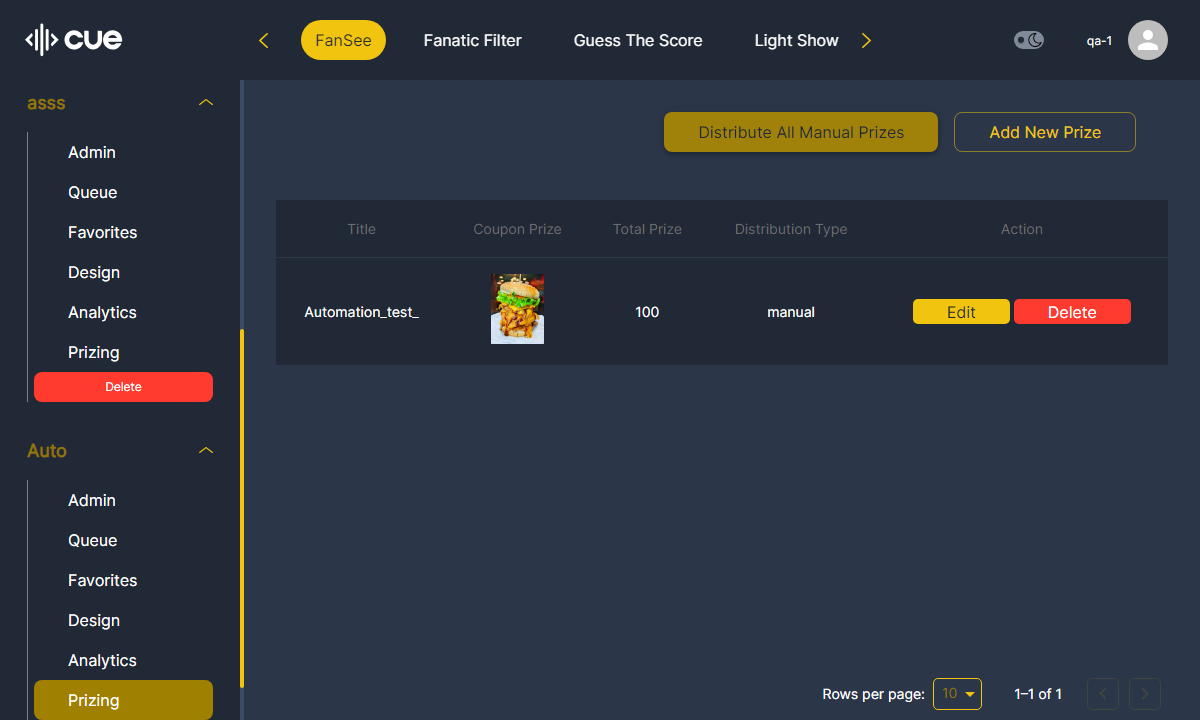 cue
FanSee
Fanatic Filter
Guess The Score
Light Show
qa-1
asss
Admin
Queue
Favorites
Design
Analytics
Prizing
Delete
Auto
Admin
Queue
Favorites
Design
Analytics
Prizing
Distribute All Manual Prizes
Add New Prize
Title Coupon Prize Total Prize Distribution Type Action
Automation_test_ 100 manual Edit Delete
Rows per page: 10 1–1 of 1